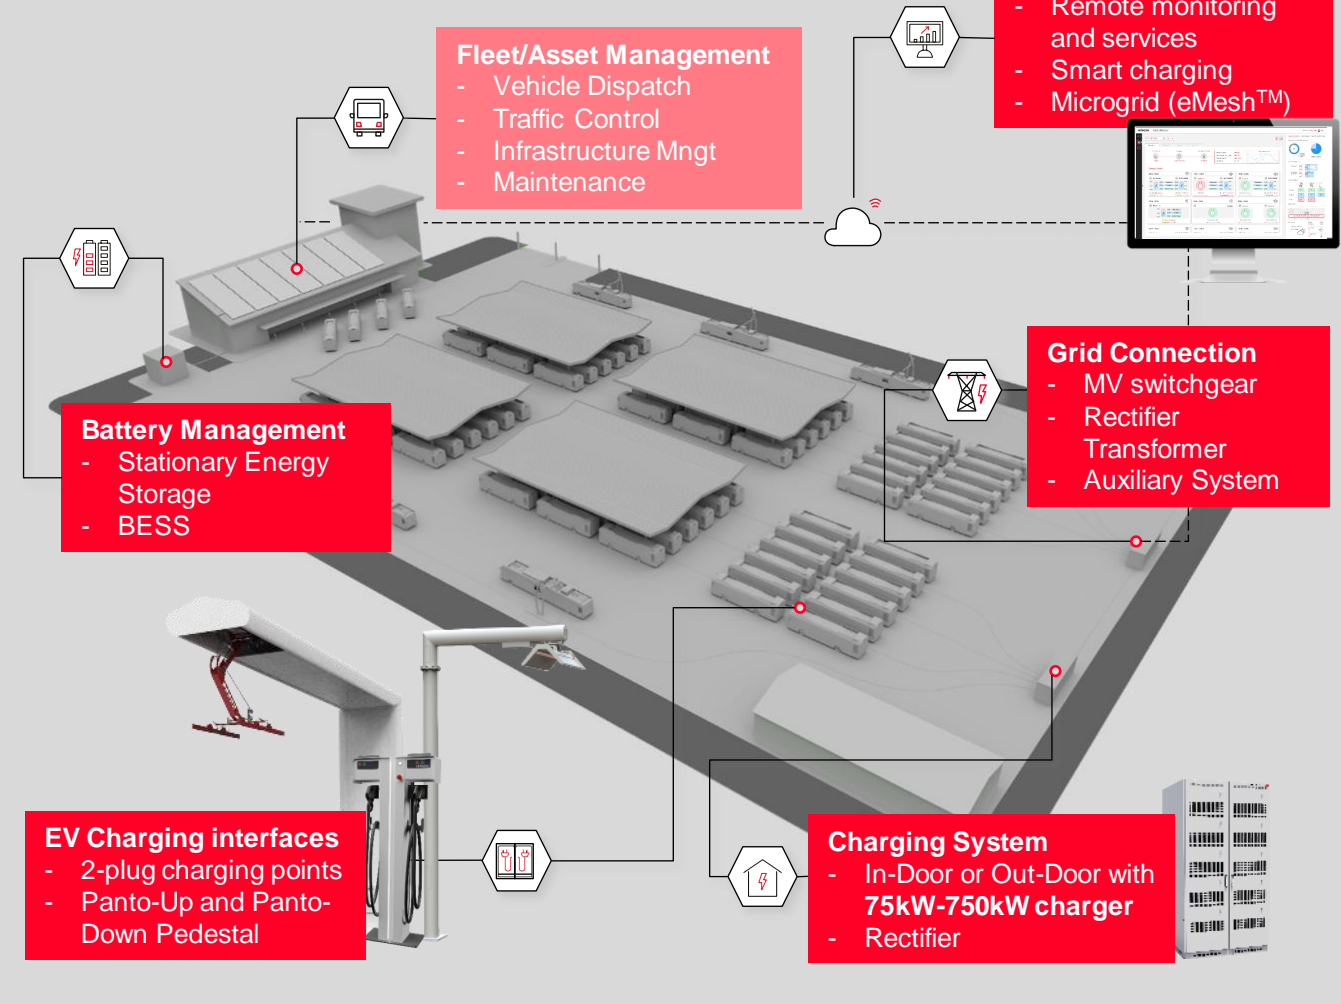 Remote monitoring
and services
- Smart charging
- Microgrid (eMesh™)
Fleet/Asset Management
- Vehicle Dispatch
- Traffic Control
- Infrastructure Mngt
- Maintenance
Grid Connection
- MV switchgear
- Rectifier
Transformer
- Auxiliary System
Battery Management
- Stationary Energy
Storage
- BESS
EV Charging interfaces
- 2-plug charging points
- Panto-Up and Panto-
Down Pedestal
Charging System
- In-Door or Out-Door with
75kW-750kW charger
- Rectifier